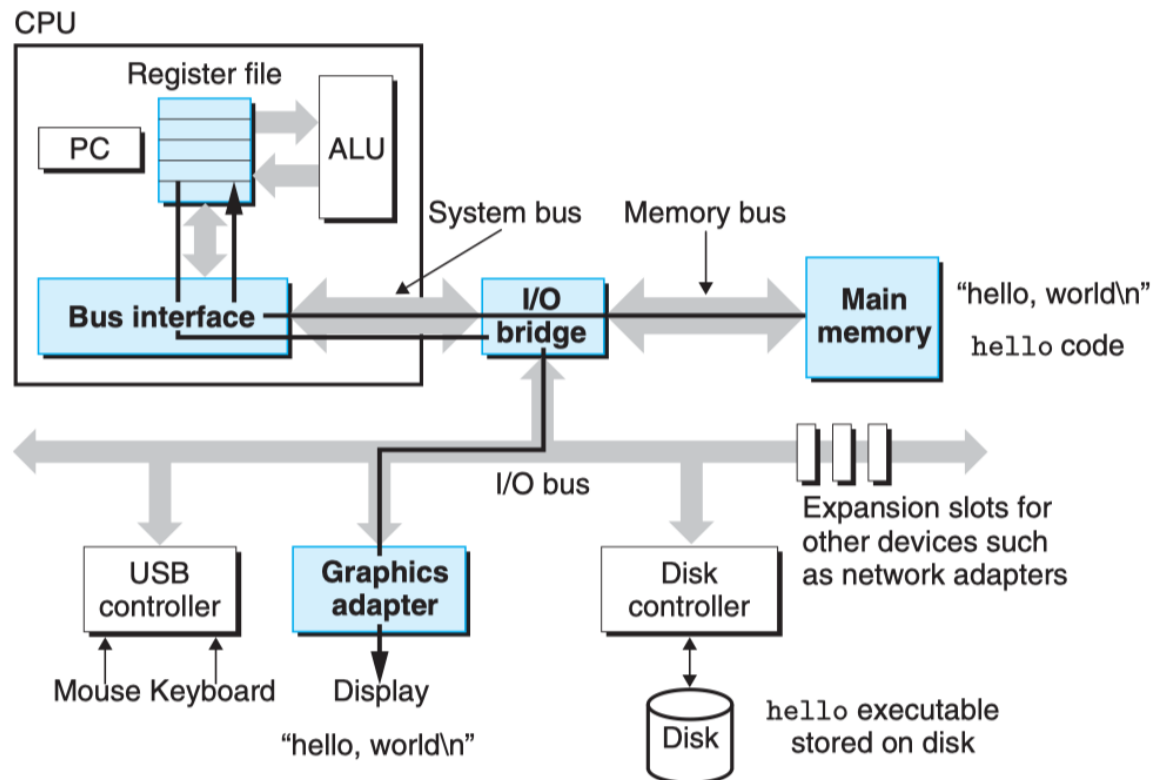 CPU
Register file
PC
ALU
System bus
Memory bus
Bus interface
I/O
bridge
Main
memory
“hello, world\n”
hello code
I/O bus
Expansion slots for
other devices such
as network adapters
USB
controller
Graphics
adapter
Disk
controller
Mouse Keyboard
Display
“hello, world\n”
Disk
hello executable
stored on disk